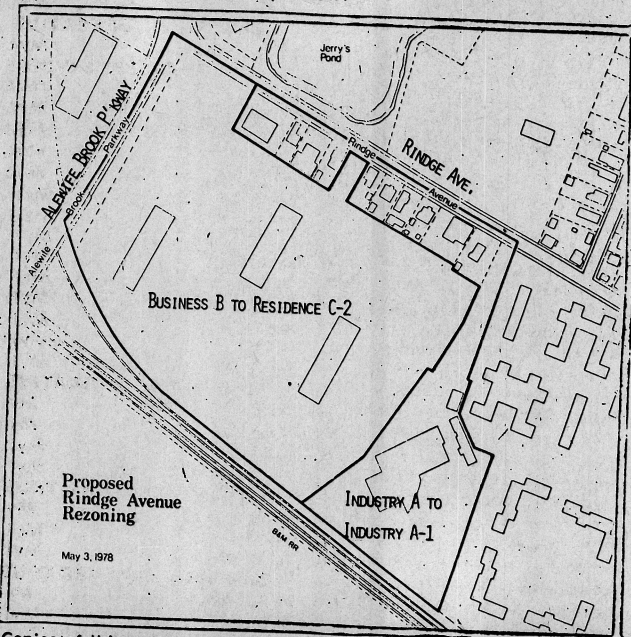 Jerry's
Pond
ALEWIFE BROOK P'KWAY
Alewife Brook Parkway
RINDGE AVE.
Rindge Avenue
BUSINESS B TO RESIDENCE C-2
INDUSTRY A TO
INDUSTRY A-1
Proposed
Rindge Avenue
Rezoning
May 3, 1978
B&M RR